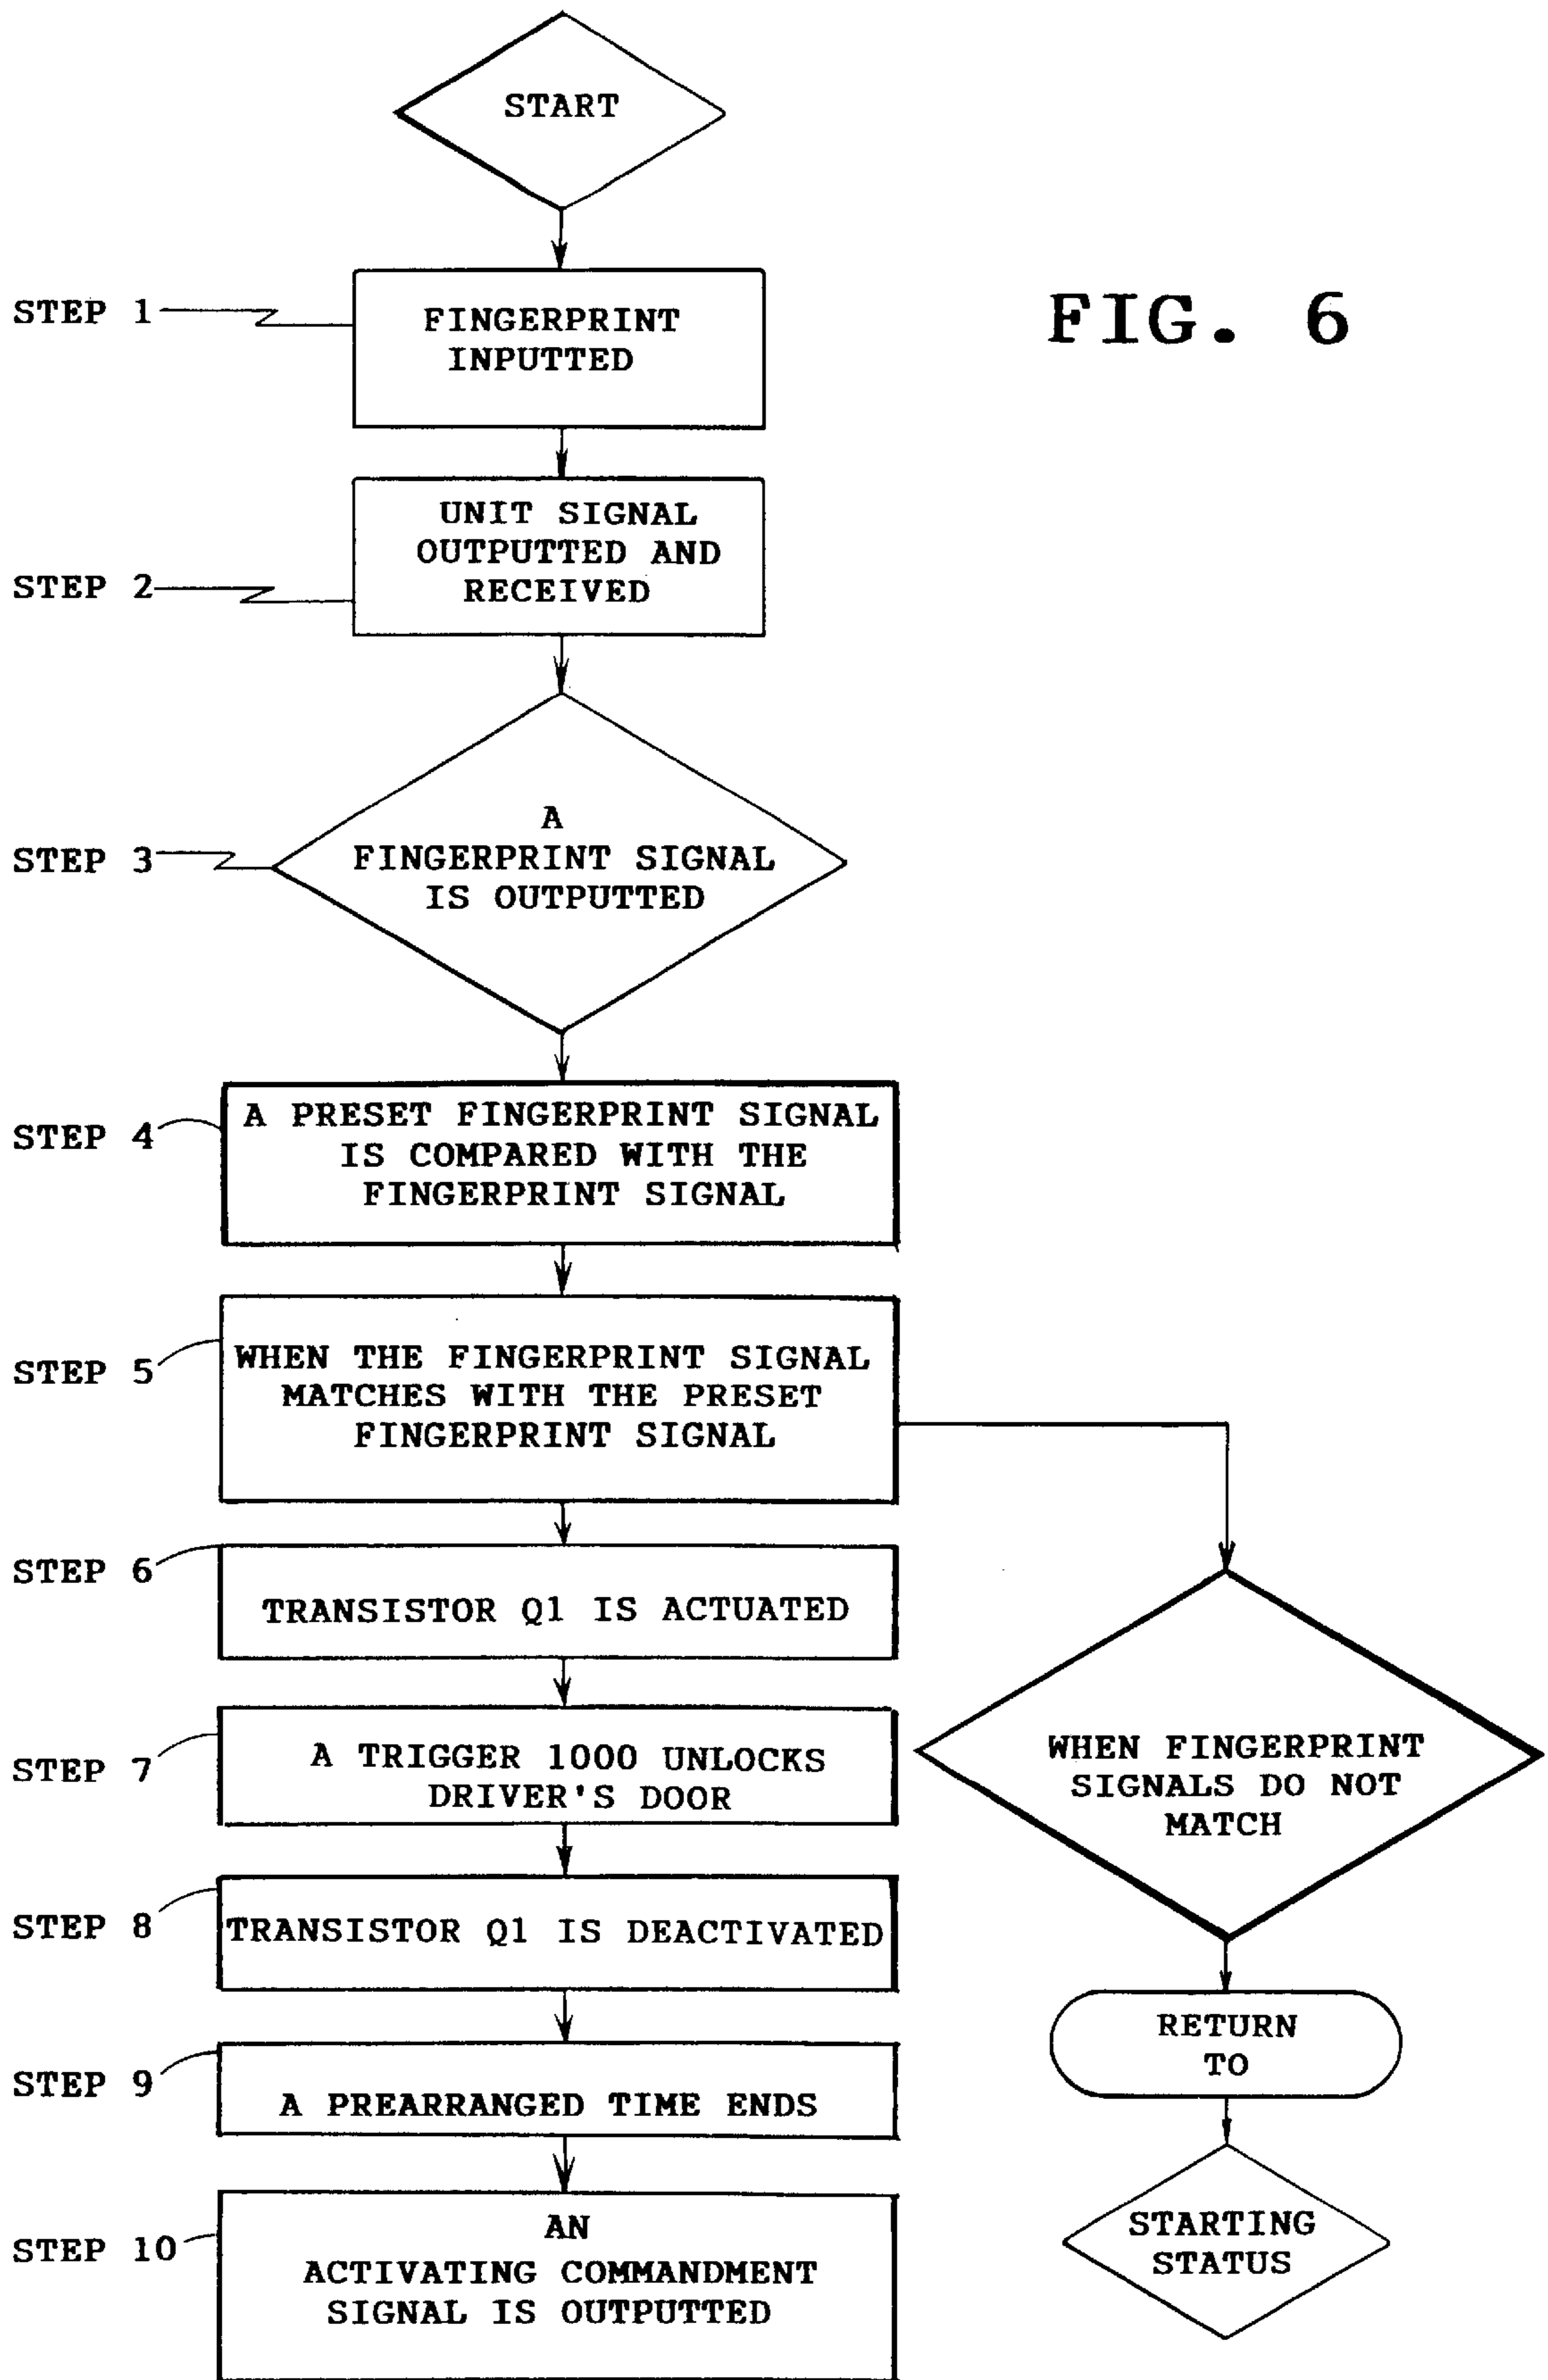 START
FIG. 6
STEP 1
FINGERPRINT
INPUTTED
STEP 2
UNIT SIGNAL
OUTPUTTED AND
RECEIVED
STEP 3
A
FINGERPRINT SIGNAL
IS OUTPUTTED
STEP 4
A PRESET FINGERPRINT SIGNAL
IS COMPARED WITH THE
FINGERPRINT SIGNAL
STEP 5
WHEN THE FINGERPRINT SIGNAL
MATCHES WITH THE PRESET
FINGERPRINT SIGNAL
STEP 6
TRANSISTOR Q1 IS ACTUATED
STEP 7
A TRIGGER 1000 UNLOCKS
DRIVER'S DOOR
STEP 8
TRANSISTOR Q1 IS DEACTIVATED
STEP 9
A PREARRANGED TIME ENDS
STEP 10
AN
ACTIVATING COMMANDMENT
SIGNAL IS OUTPUTTED
WHEN FINGERPRINT
SIGNALS DO NOT
MATCH
RETURN
TO
STARTING
STATUS